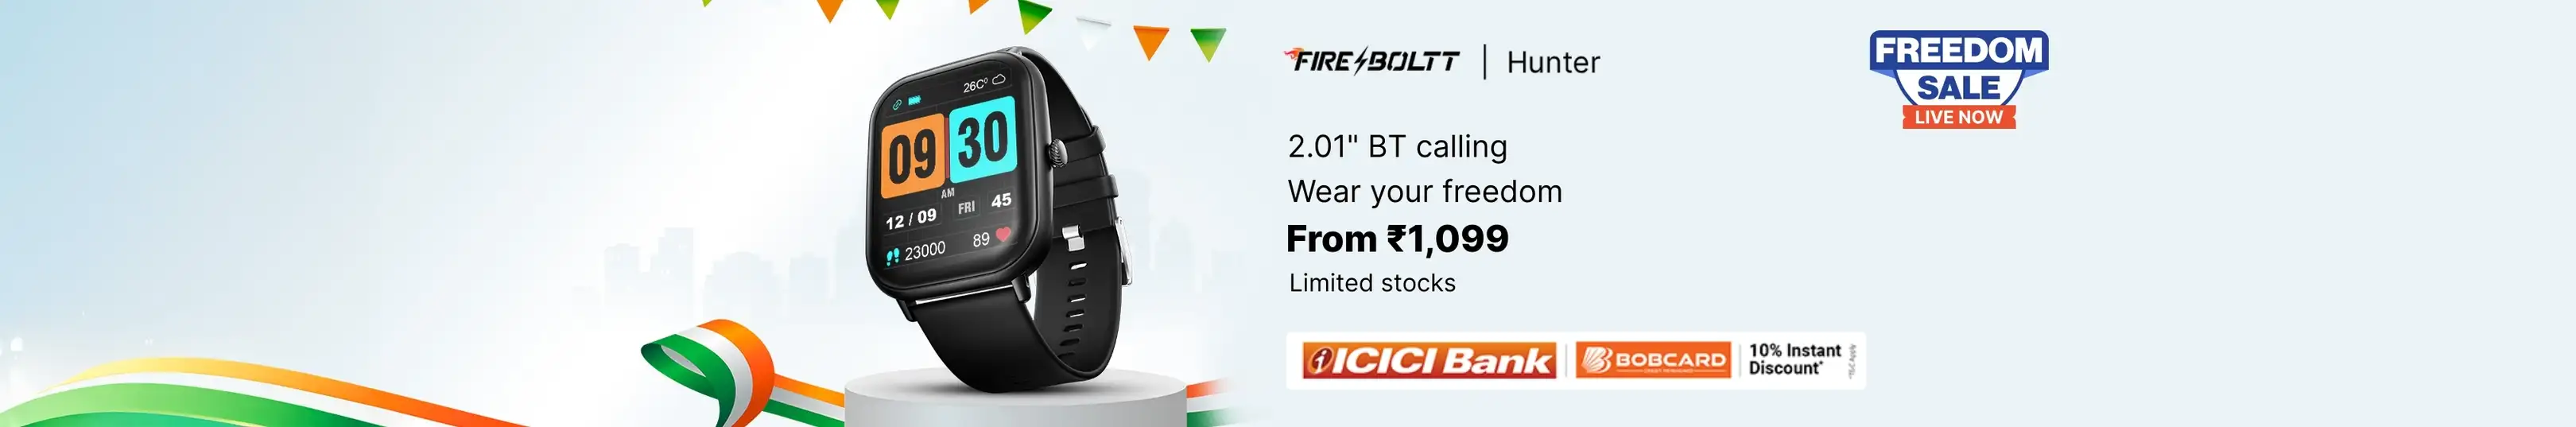 26C°
09 30
AM
12 / 09 FRI 45
23000 89
FIRE BOLTT | Hunter
2.01" BT calling
Wear your freedom
From ₹1,099
Limited stocks
ICICI Bank
BOBCARD
10% Instant
Discount*
FREEDOM
SALE
LIVE NOW